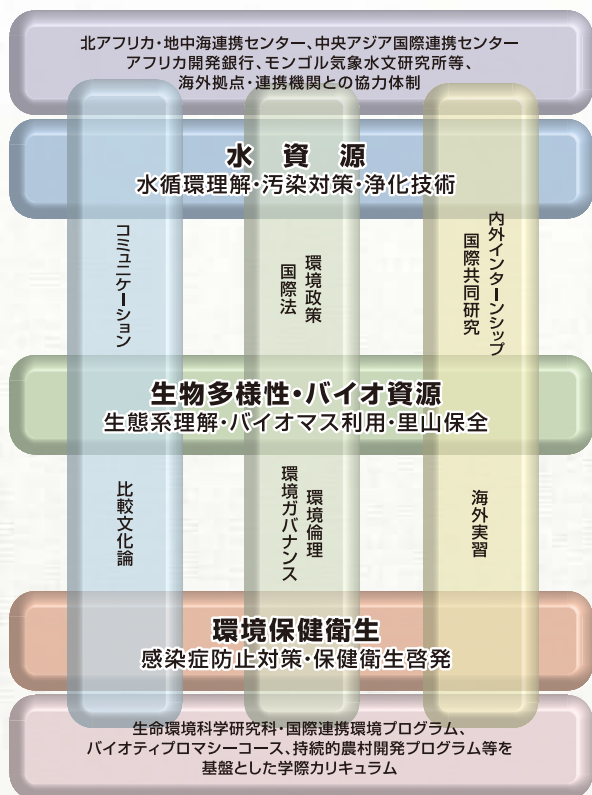 北アフリカ・地中海連携センター、中央アジア国際連携センター
アフリカ開発銀行、モンゴル気象水文研究所等、
海外拠点・連携機関との協力体制
水 資 源
水循環理解・汚染対策・浄化技術
コミュニケーション
環境政策
国際法
内外インターンシップ
国際共同研究
生物多様性・バイオ資源
生態系理解・バイオマス利用・里山保全
比較文化論
環境倫理
環境ガバナンス
海外実習
環境保健衛生
感染症防止対策・保健衛生啓発
生命環境科学研究科・国際連携環境プログラム、
バイオディプロマシーコース、持続的農村開発プログラム等を
基盤とした学際カリキュラム